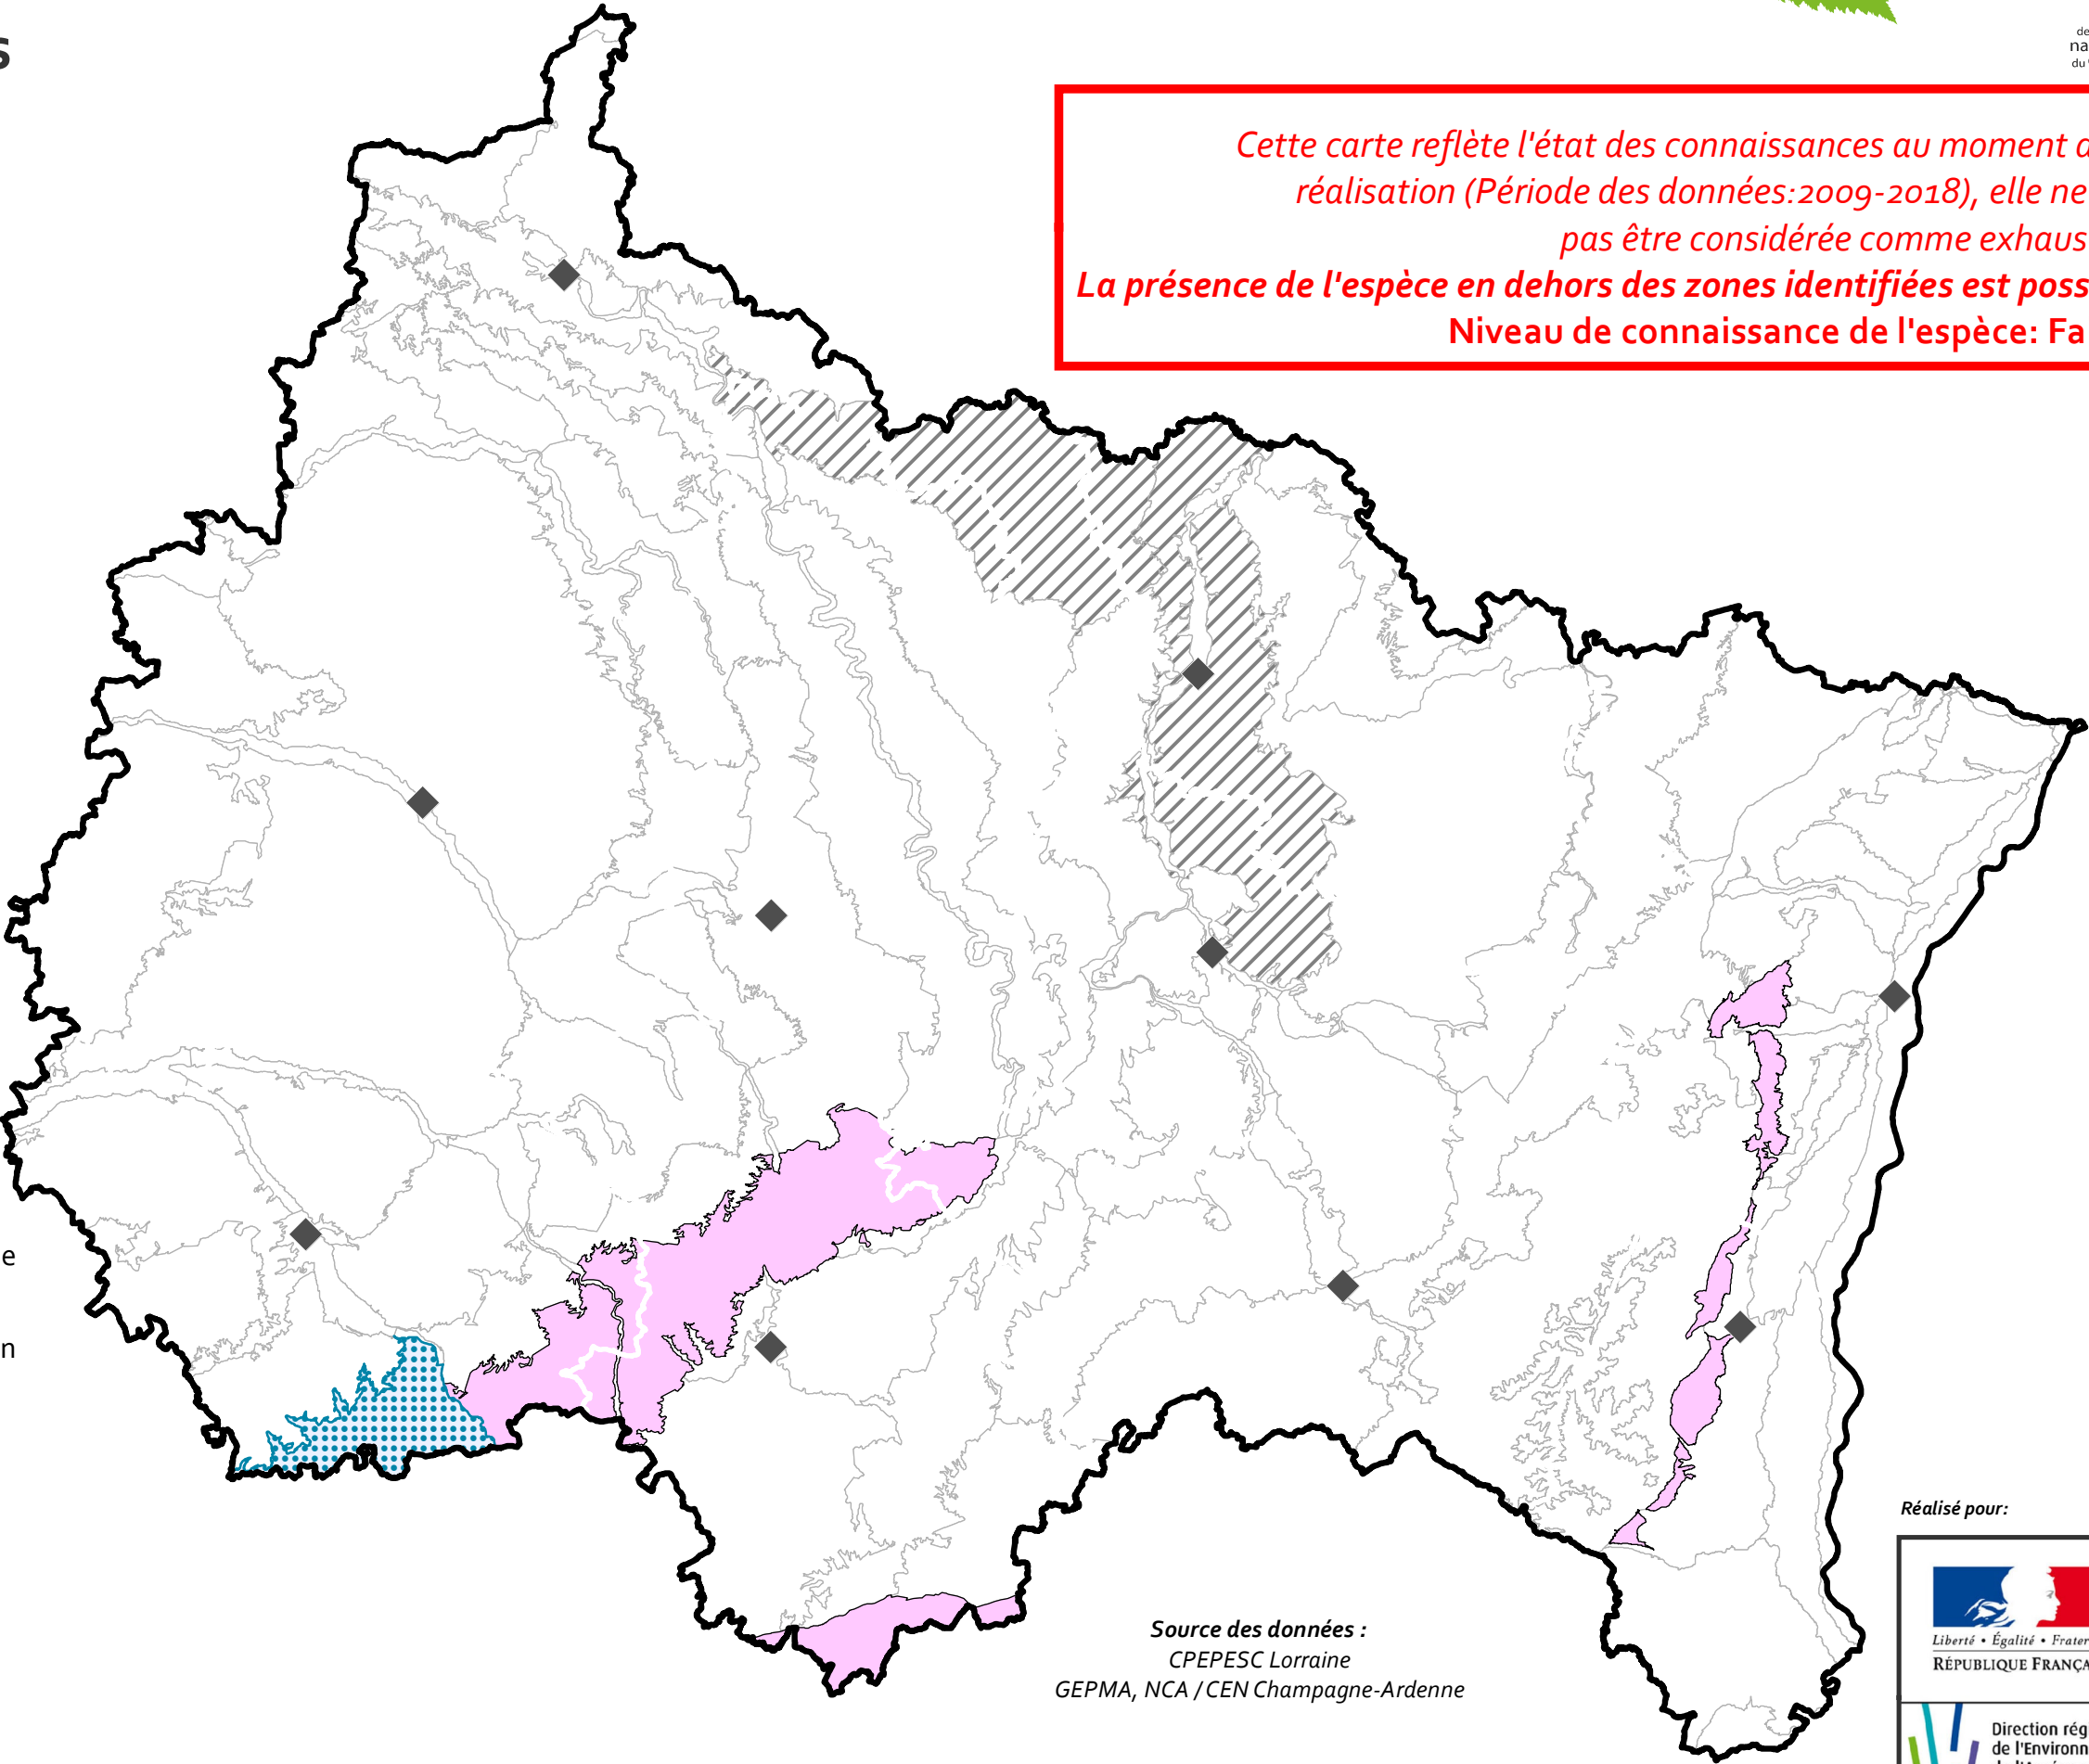 s
de
na
du
Cette carte reflète l'état des connaissances au moment d
réalisation (Période des données:2009-2018), elle ne
pas être considérée comme exhaus
La présence de l'espèce en dehors des zones identifiées est poss
Niveau de connaissance de l'espèce: Fa
e
n
Réalisé pour:
Liberté • Égalité • Frater
RÉPUBLIQUE FRANÇA
Source des données :
CPEPESC Lorraine
GEPMA, NCA / CEN Champagne-Ardenne
Direction rég
de l'Environn